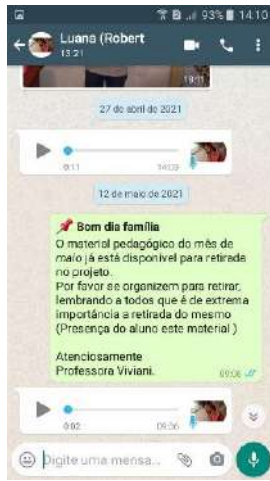 93% 14:10
Luana (Robert
13:21
19:11
27 de abril de 2021
0:11 14:09
12 de maio de 2021
Bom dia família
O material pedagógico do mês de
maio já está disponivel para retirada
no projeto.
Por favor se organizem para retirar,
lembrando a todos que é de extrema
importância a retirada do mesmo
(Presença do aluno este material )
Atenciosamente
Professora Viviani.
09:06
0:02 09:06
Digite uma mensa...